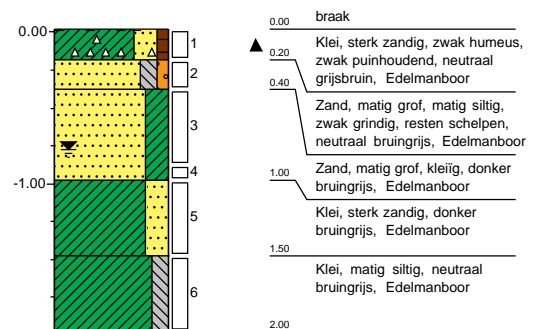 0.00
-1.00
1
2
3
4
5
6
0.00
braak
Klei, sterk zandig, zwak humeus,
zwak puinhoudend, neutraal
grijsbruin, Edelmanboor
0.20
Zand, matig grof, matig siltig,
zwak grindig, resten schelpen,
neutraal bruingrijs, Edelmanboor
0.40
Zand, matig grof, kleiïg, donker
bruingrijs, Edelmanboor
1.00
Klei, sterk zandig, donker
bruingrijs, Edelmanboor
1.50
Klei, matig siltig, neutraal
bruingrijs, Edelmanboor
2.00